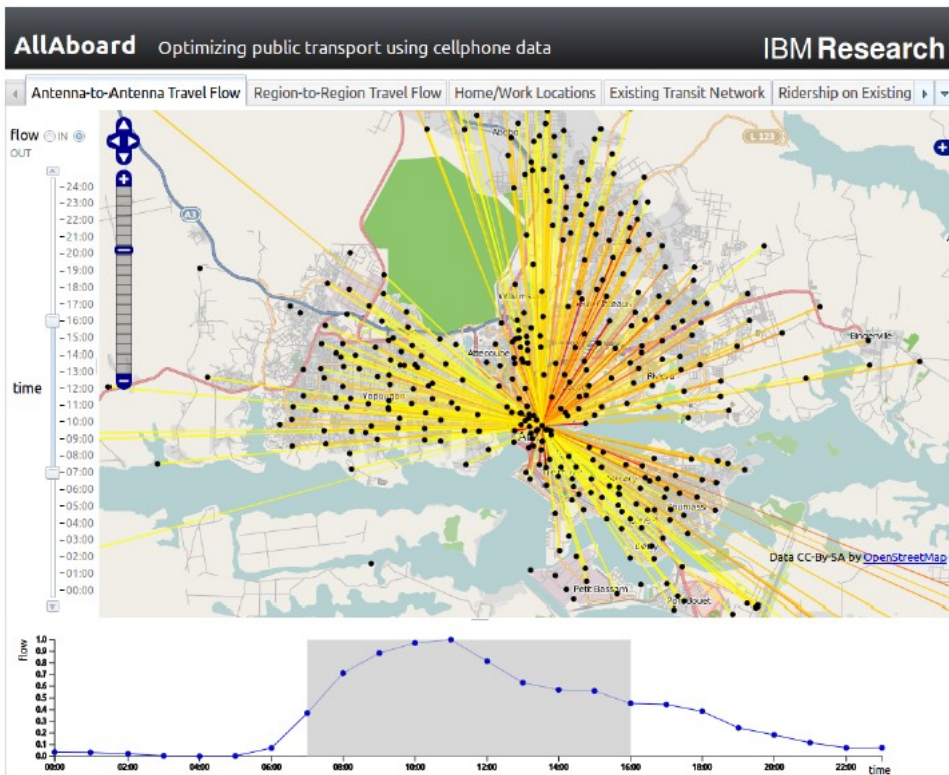 AllAboard Optimizing public transport using cellphone data IBM Research
Antenna-to-Antenna Travel Flow Region-to-Region Travel Flow Home/Work Locations Existing Transit Network Ridership on Existing
flow IN
OUT
L 123
A3
24:00
23:00
22:00
21:00
20:00
19:00
18:00
17:00
16:00
15:00
14:00
13:00
time
12:00
11:00
10:00
09:00
08:00
07:00
06:00
05:00
04:00
03:00
02:00
01:00
00:00
Abobo
Attecoube
Bingerville
Yopougon
Data CC-By-SA by OpenStreetMap
Petit Bassam
flow
1.0
0.9
0.8
0.7
0.6
0.5
0.4
0.3
0.2
0.1
0.0
00:00 02:00 04:00 06:00 08:00 10:00 12:00 14:00 16:00 18:00 20:00 22:00 time